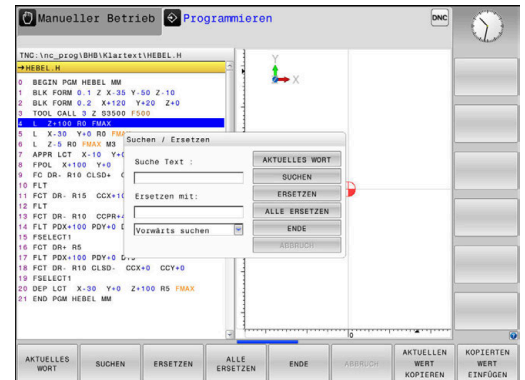 Manueller Betrieb
Programmieren
DNC
TNC:\nc_prog\BHB\Klartext\HEBEL.H
→HEBEL.H
0 BEGIN PGM HEBEL MM
1 BLK FORM 0.1 Z X-35 Y-50 Z-10
2 BLK FORM 0.2 X+120 Y+20 Z+0
3 TOOL CALL 3 Z S3500 F500
4 L Z+100 R0 FMAX
5 L X-30 Y+0 R0 FMA
6 L Z-5 R0 FMAX M3
7 APPR LCT X-10 Y+
8 FPOL X+100 Y+0
9 FC DR- R10 CLSD+
10 FLT
11 FCT DR- R15 CCX+1
12 FLT
13 FCT DR- R10 CCPR+
14 FLT PDX+100 PDY+0
15 FSELECT1
16 FCT DR+ R5
17 FLT PDX+100 PDY+0 D15
18 FCT DR- R10 CLSD- CCX+0 CCY+0
19 FSELECT1
20 DEP LCT X-30 Y+0 Z+100 R5 FMAX
21 END PGM HEBEL MM
Y
X
0
Suchen / Ersetzen
Suche Text :
Ersetzen mit:
Vorwärts suchen
AKTUELLES WORT
SUCHEN
ERSETZEN
ALLE ERSETZEN
ENDE
ABBRUCH
AKTUELLES WORT
SUCHEN
ERSETZEN
ALLE ERSETZEN
ENDE
ABBRUCH
AKTUELLEN WERT KOPIEREN
KOPIERTEN WERT EINFÜGEN